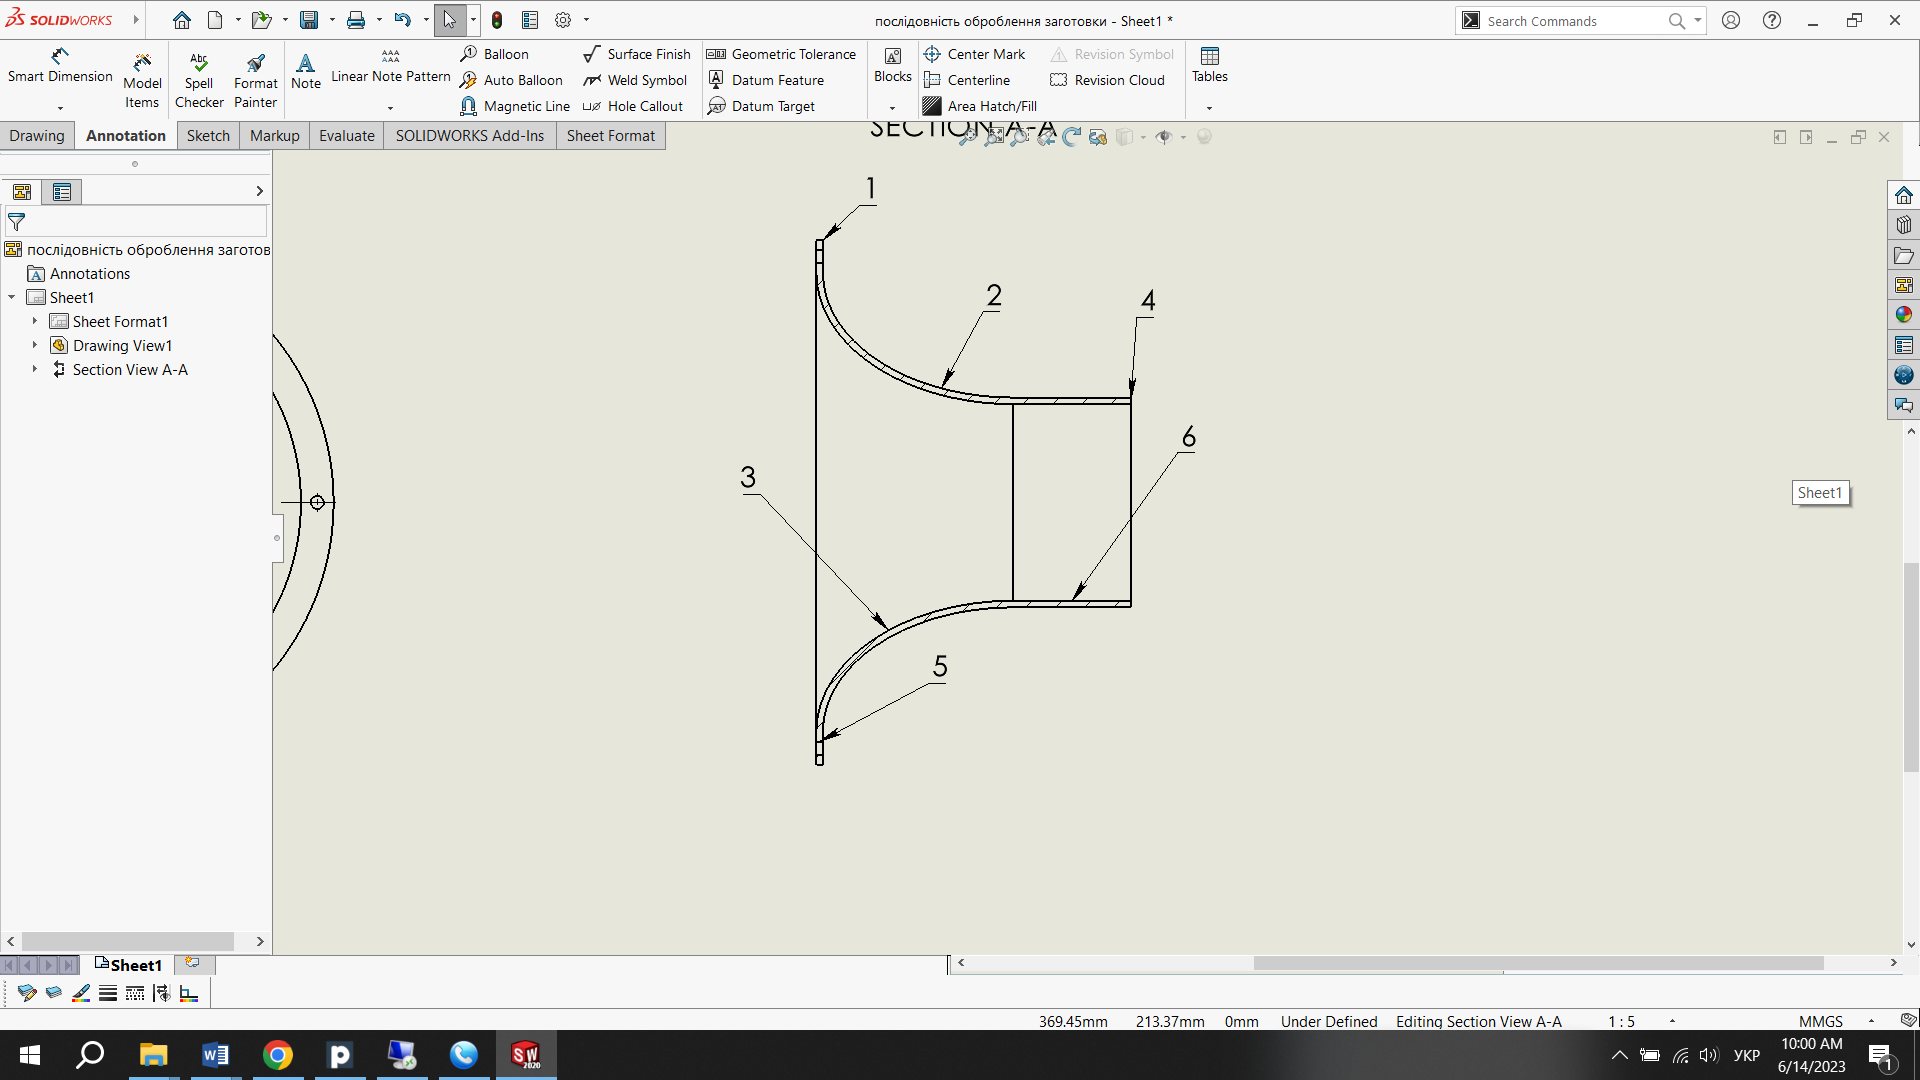 SOLIDWORKS
послідовність оброблення заготовки - Sheet1 *
Search Commands
Smart Dimension
Model Items
Spell Checker
Format Painter
Note
Linear Note Pattern
Balloon
Auto Balloon
Magnetic Line
Surface Finish
Weld Symbol
Hole Callout
Geometric Tolerance
Datum Feature
Datum Target
Blocks
Center Mark
Centerline
Area Hatch/Fill
Revision Symbol
Revision Cloud
Tables
Drawing
Annotation
Sketch
Markup
Evaluate
SOLIDWORKS Add-Ins
Sheet Format
SECTION A-A
послідовність оброблення заготов
Annotations
Sheet1
Sheet Format1
Drawing View1
Section View A-A
1
2
4
6
3
5
Sheet1
Sheet1
369.45mm
213.37mm
0mm
Under Defined
Editing Section View A-A
1 : 5
MMGS
УКР
10:00 AM
6/14/2023
1